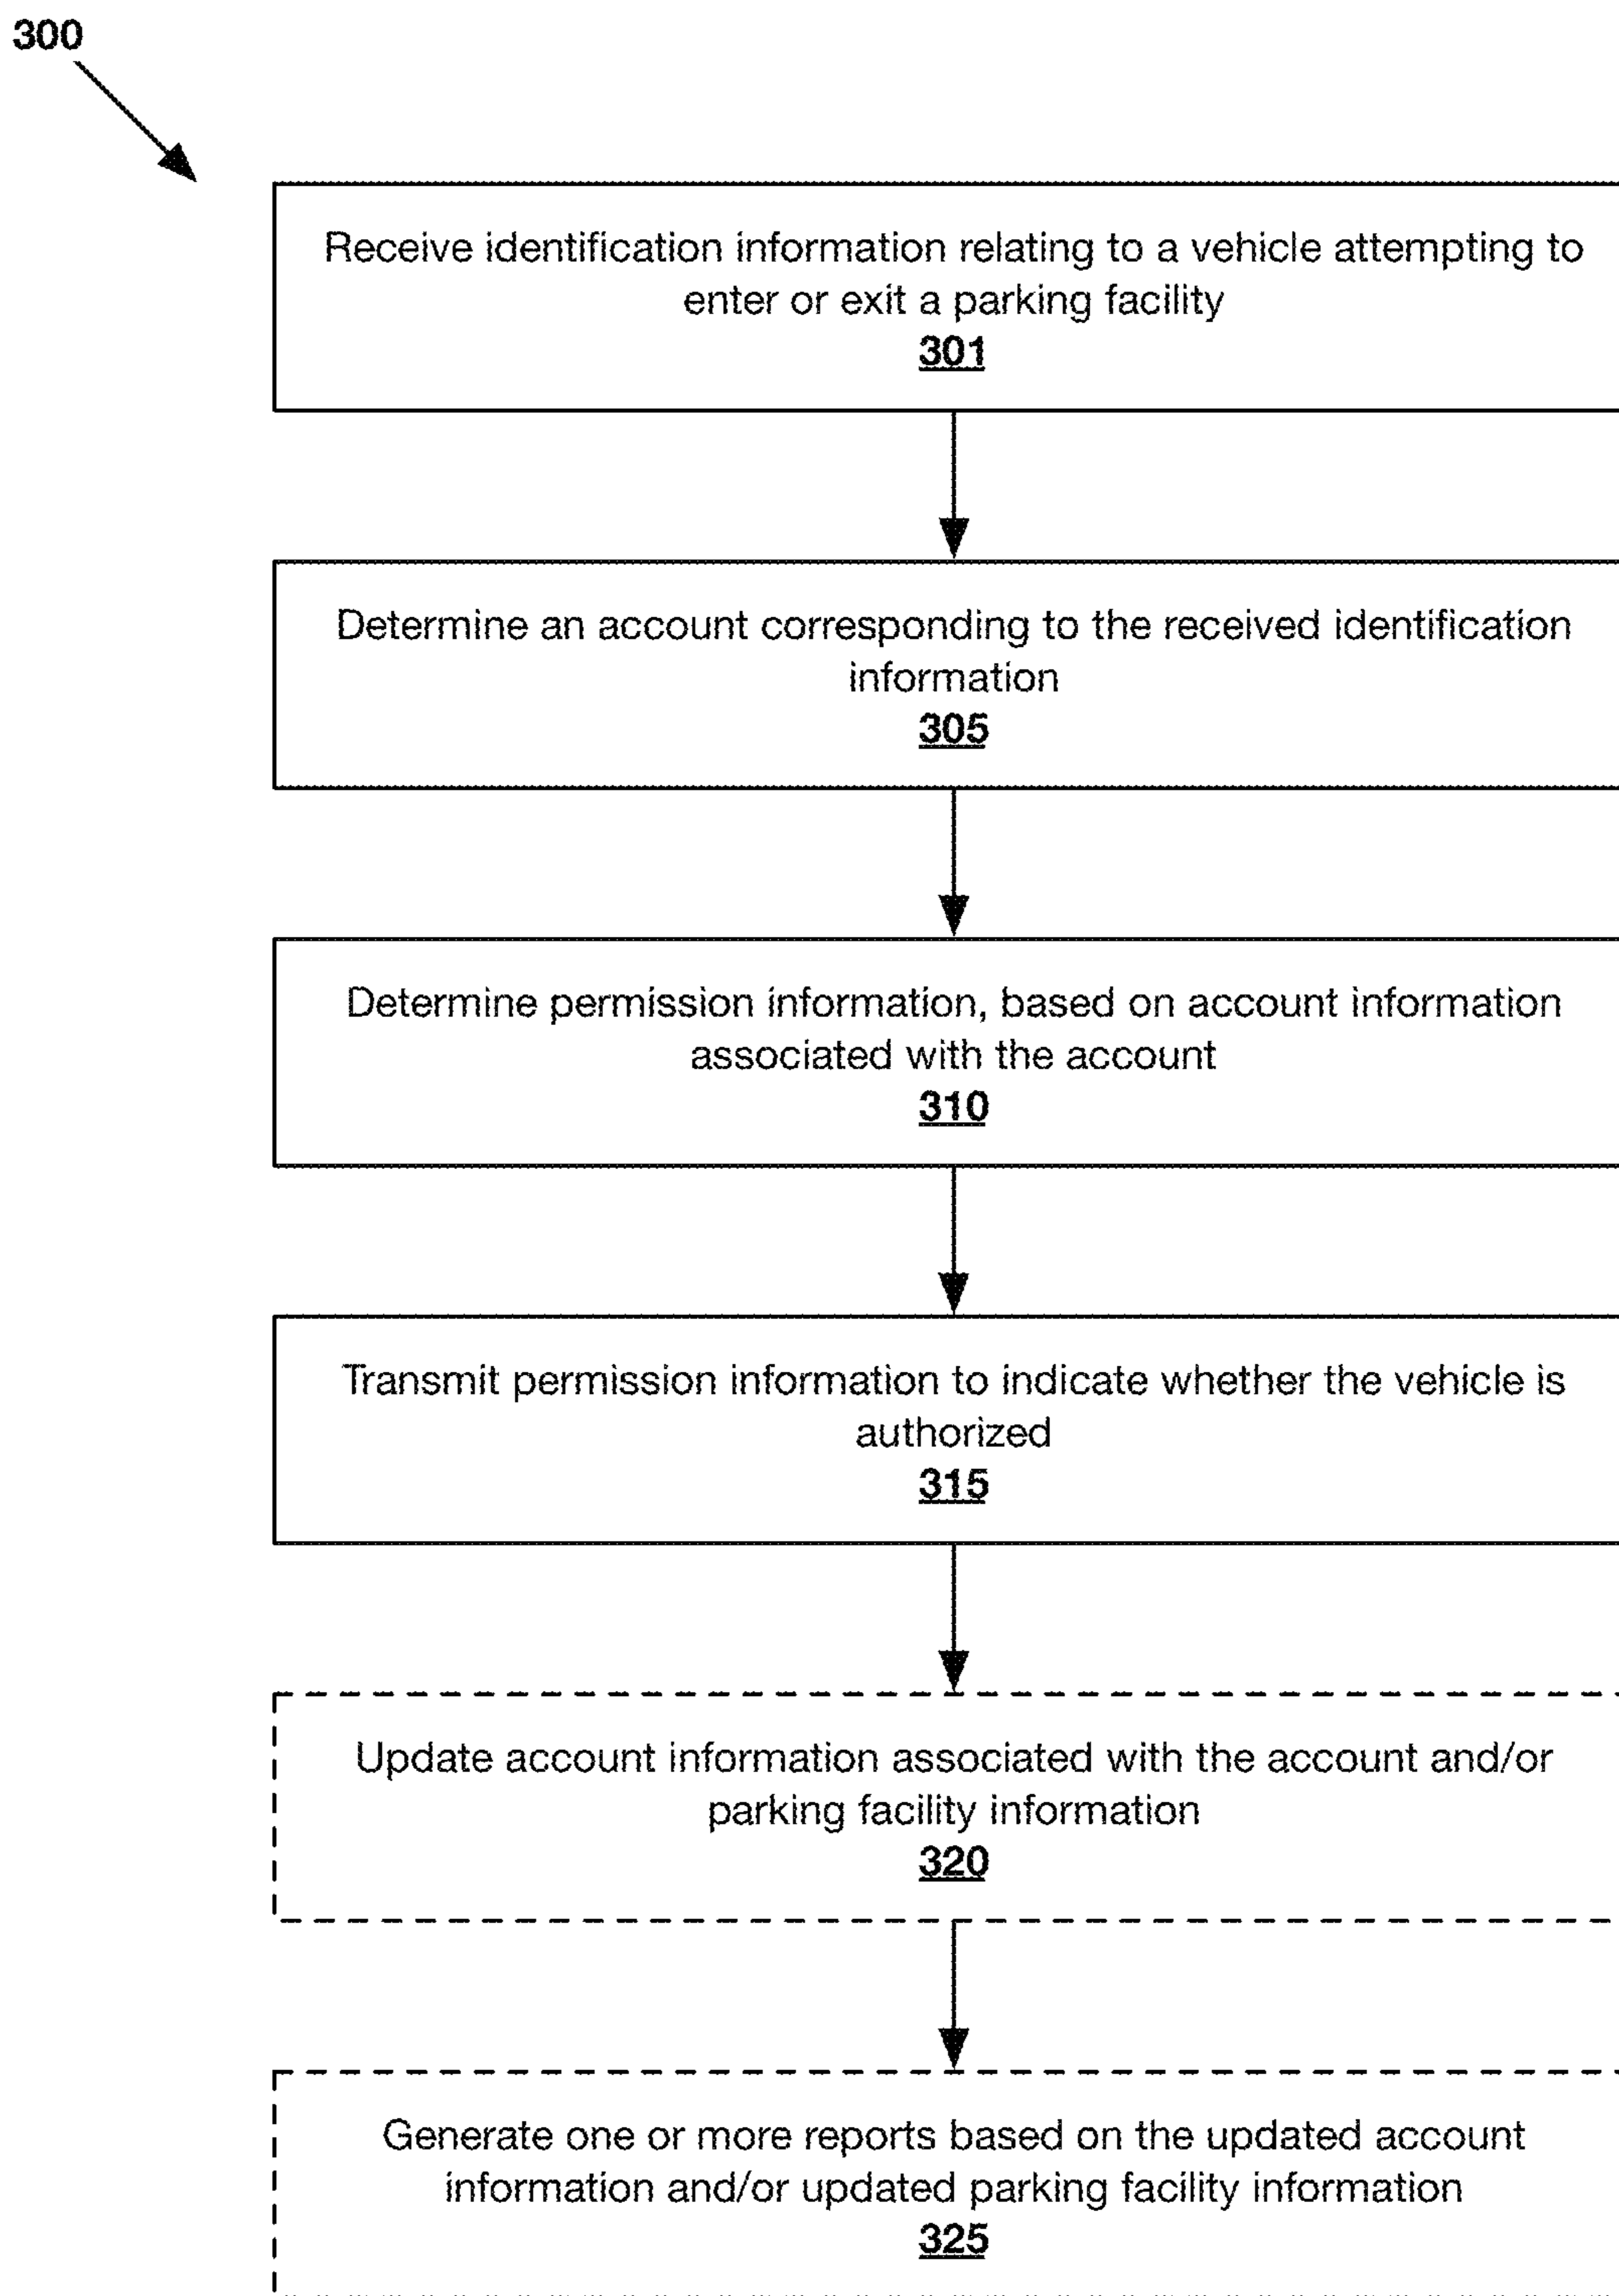 300
Receive identification information relating to a vehicle attempting to
enter or exit a parking facility
301
Determine an account corresponding to the received identification
information
305
Determine permission information, based on account information
associated with the account
310
Transmit permission information to indicate whether the vehicle is
authorized
315
Update account information associated with the account and/or
parking facility information
320
Generate one or more reports based on the updated account
information and/or updated parking facility information
325